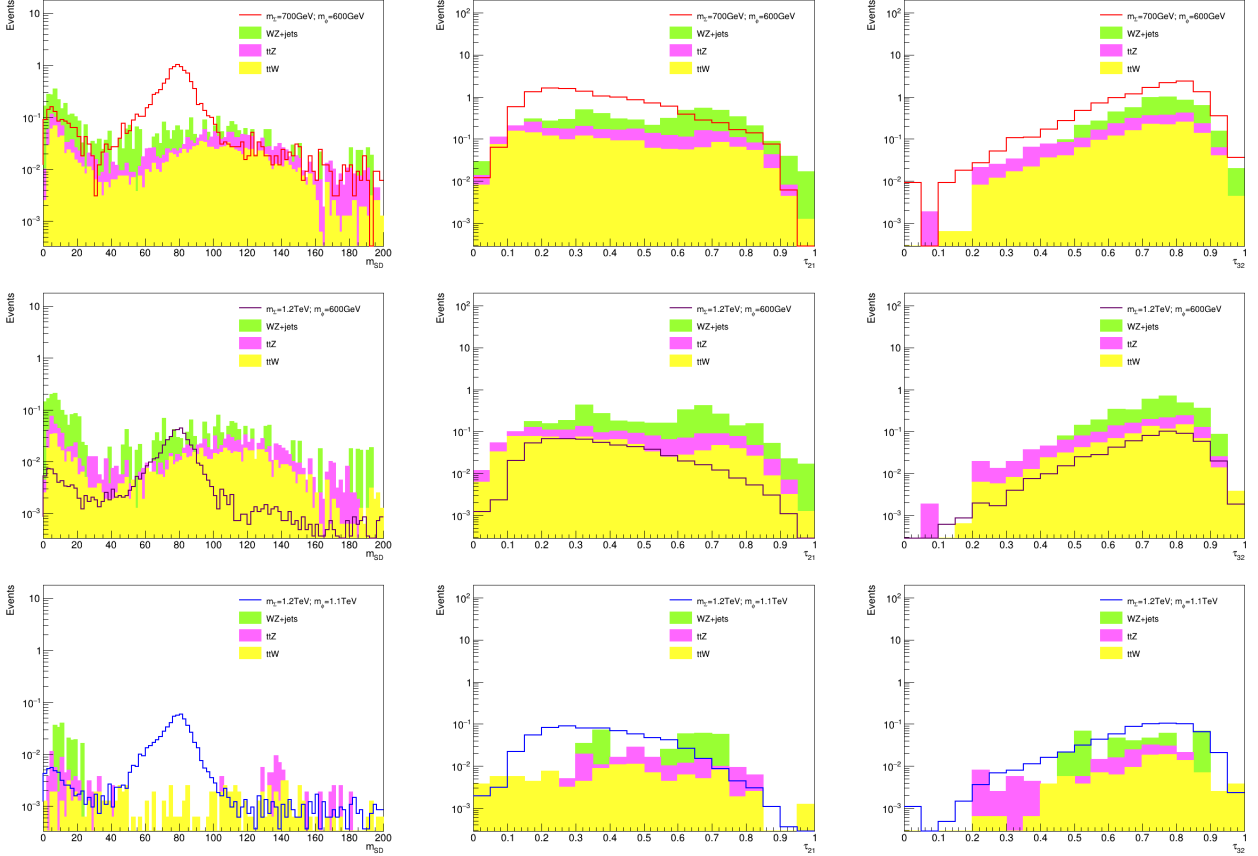 Events
10
1
10⁻¹
10⁻²
10⁻³
m_Σ=700GeV; m_φ=600GeV
WZ+jets
ttZ
ttW
0 20 40 60 80 100 120 140 160 180 200
m_SD
Events
10²
10
1
10⁻¹
10⁻²
10⁻³
m_Σ=700GeV; m_φ=600GeV
WZ+jets
ttZ
ttW
0 0.1 0.2 0.3 0.4 0.5 0.6 0.7 0.8 0.9 1
τ₂₁
Events
10²
10
1
10⁻¹
10⁻²
10⁻³
m_Σ=700GeV; m_φ=600GeV
WZ+jets
ttZ
ttW
0 0.1 0.2 0.3 0.4 0.5 0.6 0.7 0.8 0.9 1
τ₃₂
Events
10
1
10⁻¹
10⁻²
10⁻³
m_Σ=1.2TeV; m_φ=600GeV
WZ+jets
ttZ
ttW
0 20 40 60 80 100 120 140 160 180 200
m_SD
Events
10²
10
1
10⁻¹
10⁻²
10⁻³
m_Σ=1.2TeV; m_φ=600GeV
WZ+jets
ttZ
ttW
0 0.1 0.2 0.3 0.4 0.5 0.6 0.7 0.8 0.9 1
τ₂₁
Events
10²
10
1
10⁻¹
10⁻²
10⁻³
m_Σ=1.2TeV; m_φ=600GeV
WZ+jets
ttZ
ttW
0 0.1 0.2 0.3 0.4 0.5 0.6 0.7 0.8 0.9 1
τ₃₂
Events
10
1
10⁻¹
10⁻²
10⁻³
m_Σ=1.2TeV; m_φ=1.1TeV
WZ+jets
ttZ
ttW
0 20 40 60 80 100 120 140 160 180 200
m_SD
Events
10²
10
1
10⁻¹
10⁻²
10⁻³
m_Σ=1.2TeV; m_φ=1.1TeV
WZ+jets
ttZ
ttW
0 0.1 0.2 0.3 0.4 0.5 0.6 0.7 0.8 0.9 1
τ₂₁
Events
10²
10
1
10⁻¹
10⁻²
10⁻³
m_Σ=1.2TeV; m_φ=1.1TeV
WZ+jets
ttZ
ttW
0 0.1 0.2 0.3 0.4 0.5 0.6 0.7 0.8 0.9 1
τ₃₂